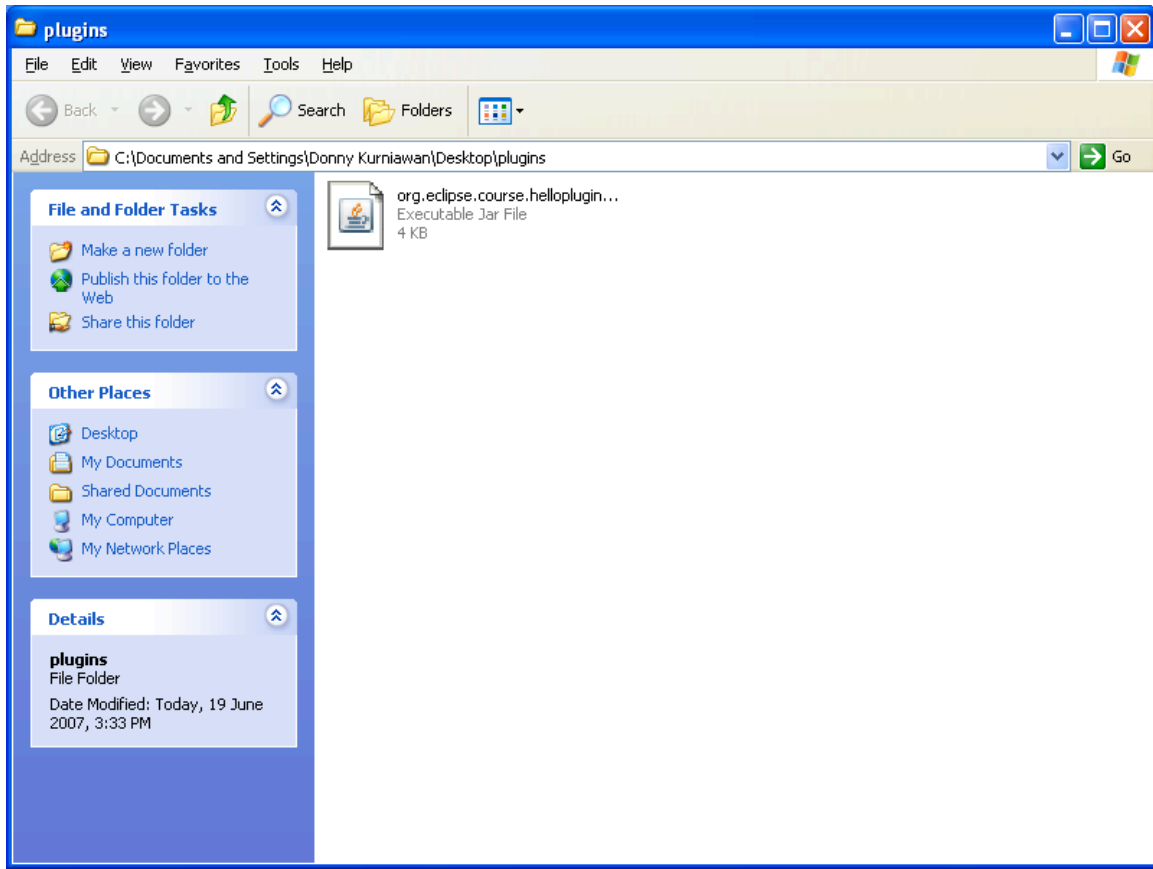 plugins
File Edit View Favorites Tools Help
Back Search Folders
Address C:\Documents and Settings\Donny Kurniawan\Desktop\plugins Go
File and Folder Tasks
Make a new folder
Publish this folder to the
Web
Share this folder
Other Places
Desktop
My Documents
Shared Documents
My Computer
My Network Places
Details
plugins
File Folder
Date Modified: Today, 19 June
2007, 3:33 PM
org.eclipse.course.helloplugin...
Executable Jar File
4 KB